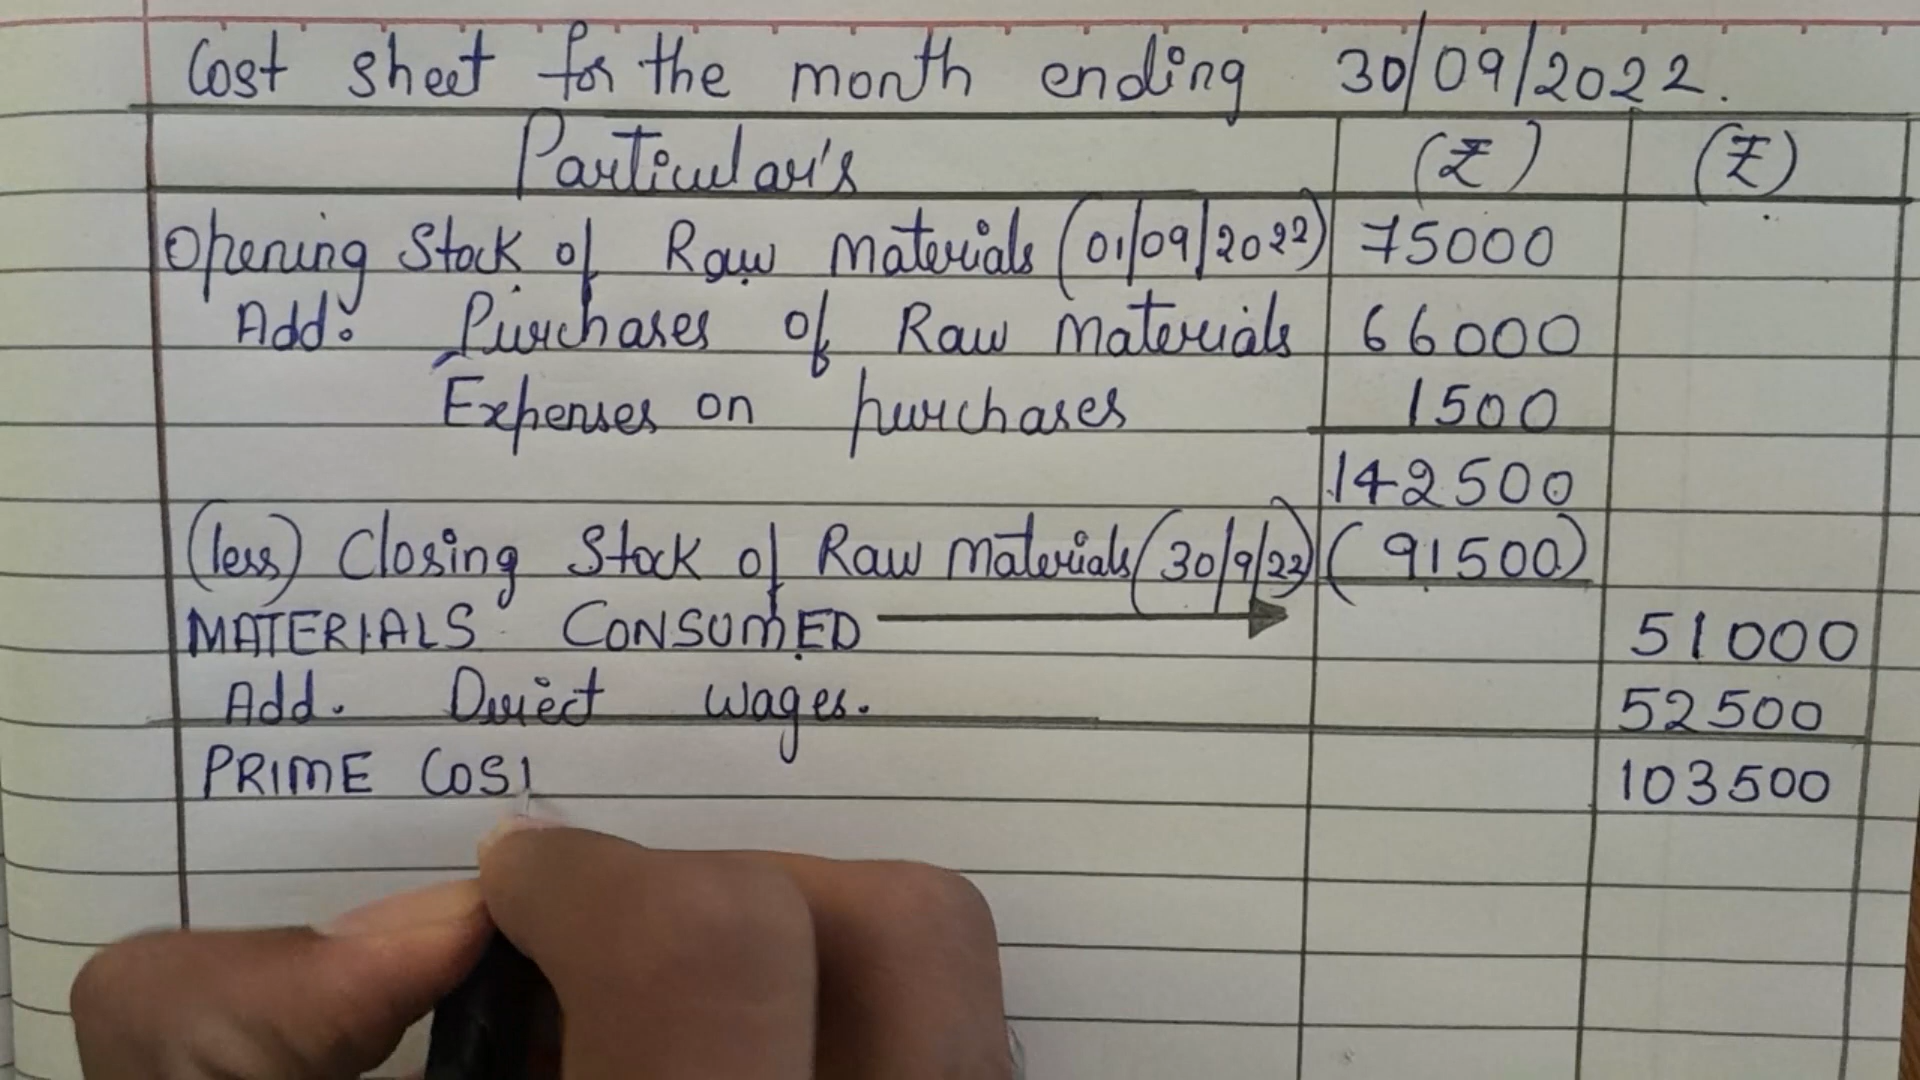 Cost sheet for the month ending 30/09/2022.
Particular's (₹) (₹)
Opening Stock of Raw Materials (01/09/2022) 75000
Add: Purchases of Raw Materials 66000
Expenses on purchases 1500
142500
(less) Closing Stock of Raw Materials (30/9/22) (91500)
MATERIALS CONSUMED → 51000
Add. Direct wages. 52500
PRIME COST 103500